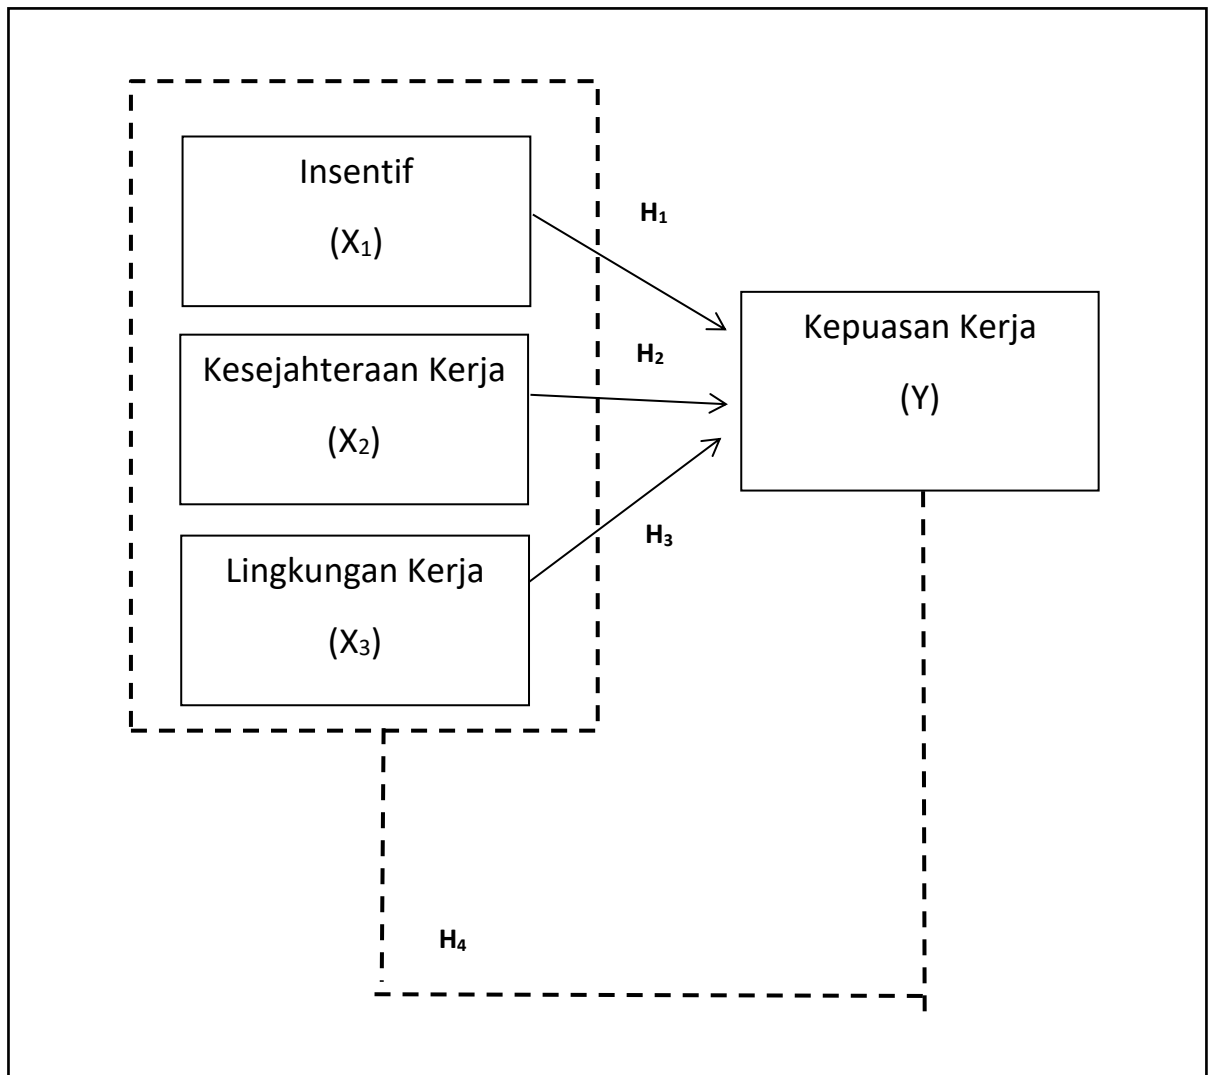 Insentif
(X₁)
H₁
Kepuasan Kerja
(Y)
H₂
Kesejahteraan Kerja
(X₂)
H₃
Lingkungan Kerja
(X₃)
H₄